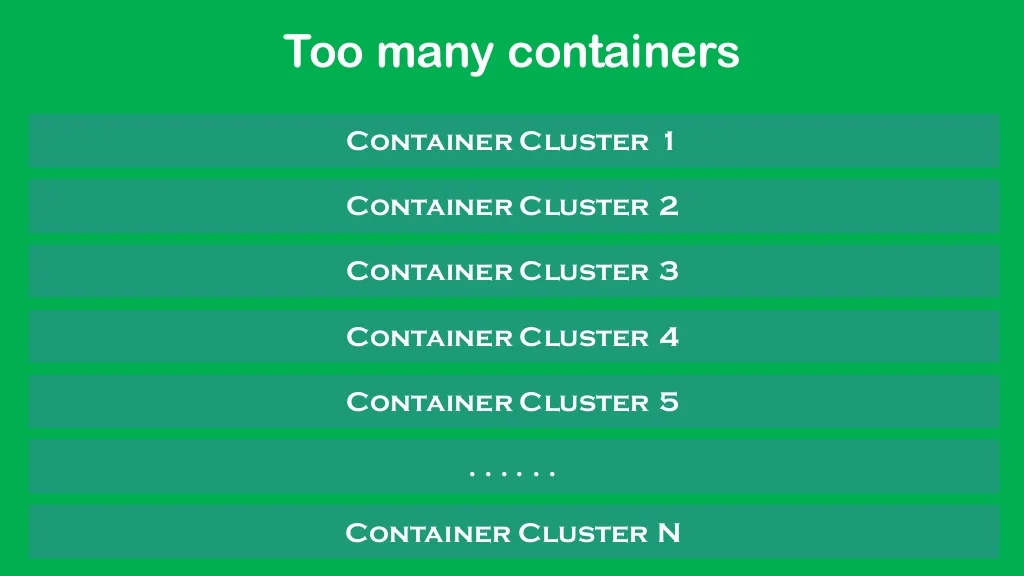 Too many containers
Container Cluster 1
Container Cluster 2
Container Cluster 3
Container Cluster 4
Container Cluster 5
......
Container Cluster N